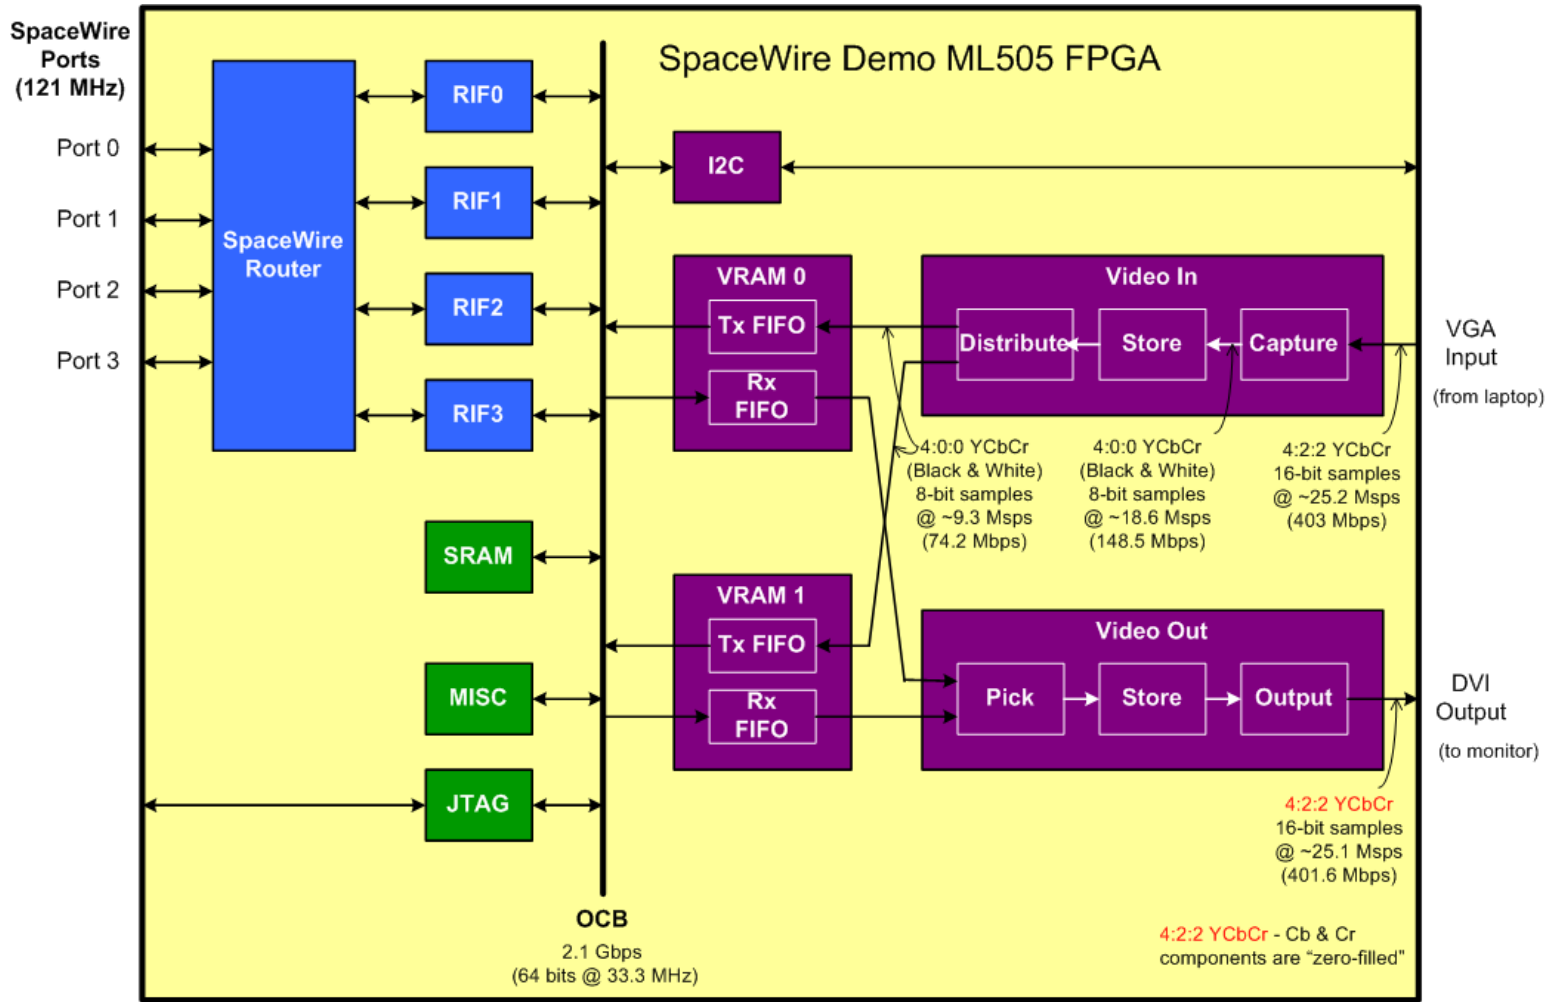 SpaceWire
Ports
(121 MHz)
SpaceWire Demo ML505 FPGA
Port 0
Port 1
Port 2
Port 3
SpaceWire
Router
RIF0
RIF1
RIF2
RIF3
SRAM
MISC
JTAG
OCB
2.1 Gbps
(64 bits @ 33.3 MHz)
I2C
VRAM 0
Tx FIFO
Rx
FIFO
VRAM 1
Tx FIFO
Rx
FIFO
Video In
Distribute
Store
Capture
VGA
Input
(from laptop)
4:0:0 YCbCr
(Black & White)
8-bit samples
@ ~9.3 Msps
(74.2 Mbps)
4:0:0 YCbCr
(Black & White)
8-bit samples
@ ~18.6 Msps
(148.5 Mbps)
4:2:2 YCbCr
16-bit samples
@ ~25.2 Msps
(403 Mbps)
Video Out
Pick
Store
Output
DVI
Output
(to monitor)
4:2:2 YCbCr
16-bit samples
@ ~25.1 Msps
(401.6 Mbps)
4:2:2 YCbCr - Cb & Cr
components are “zero-filled"